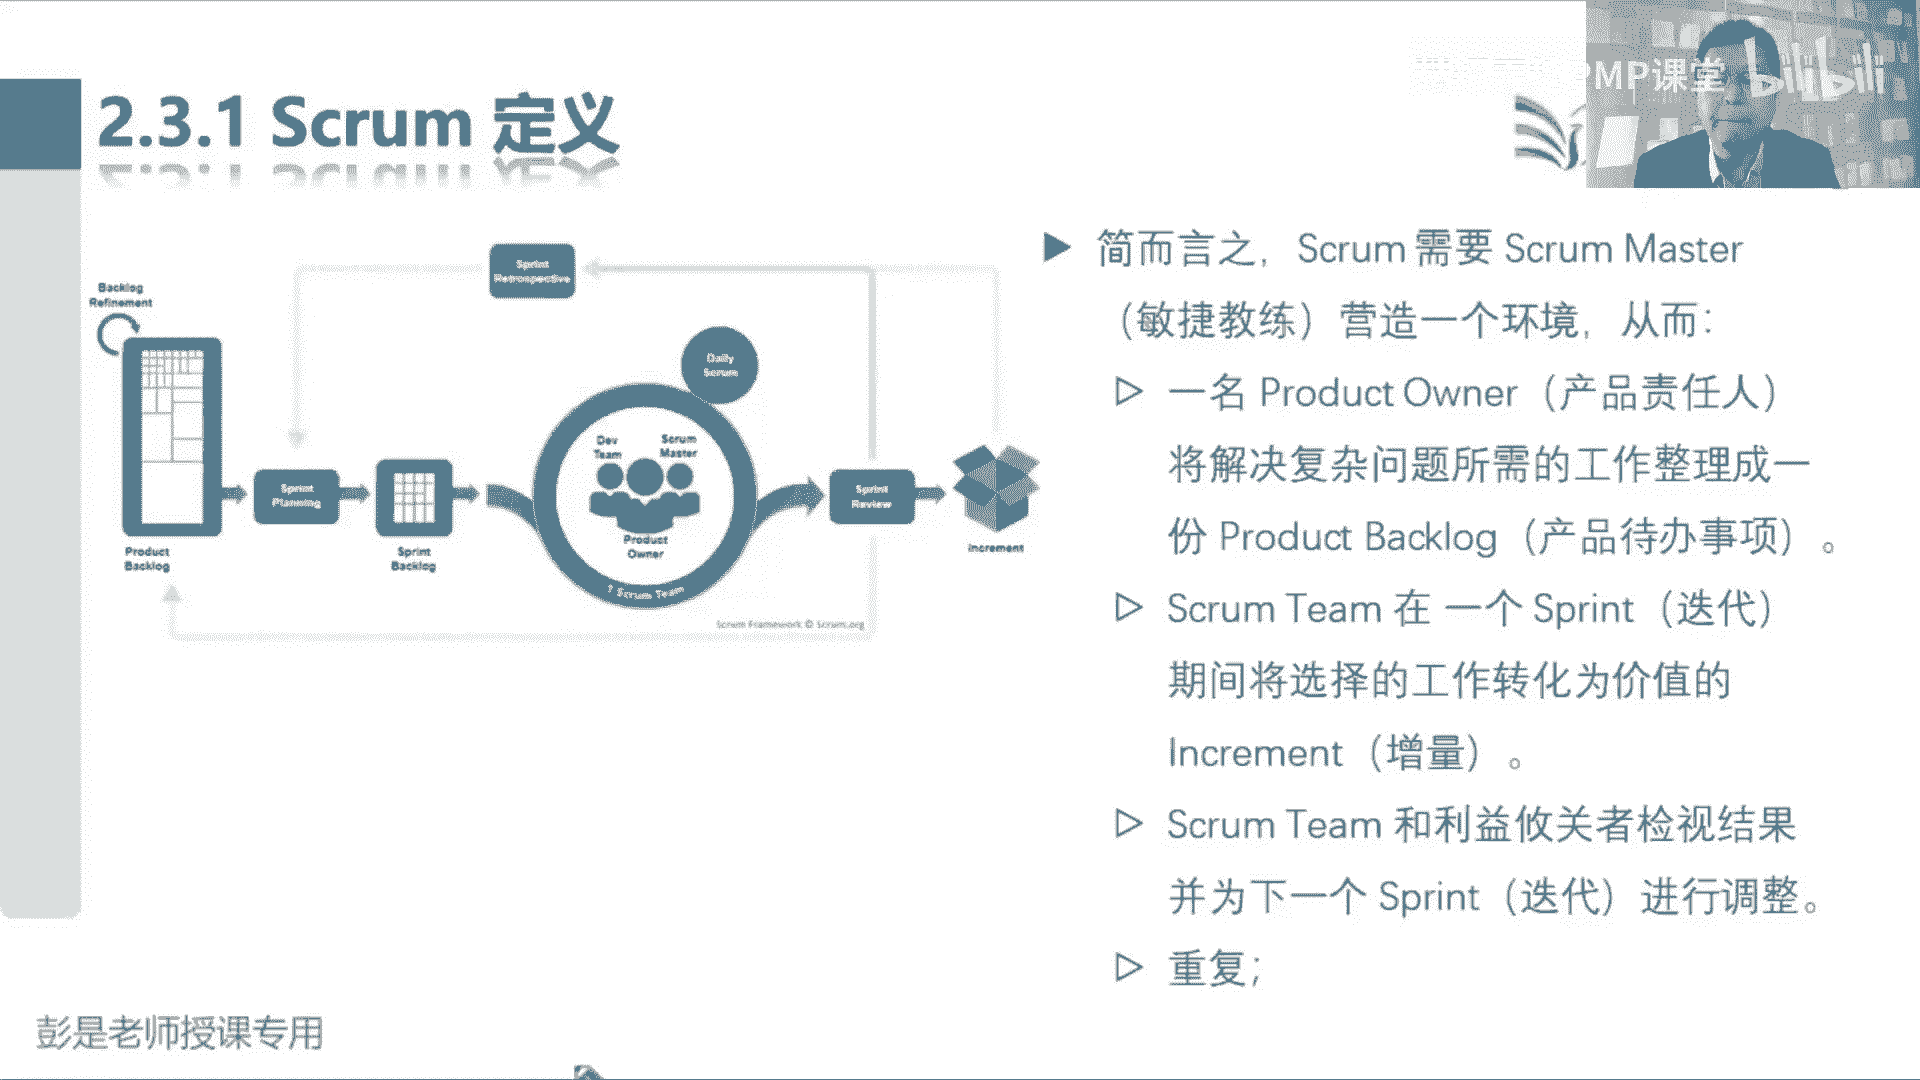 PMP课堂
bilibili
2.3.1 Scrum 定义
Sprint
Retrospective
Backlog
Refinement
Daily
Scrum
Dev
Team
Scrum
Master
Sprint
Planning
Sprint
Review
Product
Owner
Product
Backlog
Sprint
Backlog
Increment
1 Scrum Team
Scrum Framework © Scrum.org
简而言之，Scrum 需要 Scrum Master
（敏捷教练）营造一个环境，从而：
一名 Product Owner（产品责任人）
将解决复杂问题所需的工作整理成一
份 Product Backlog（产品待办事项）。
Scrum Team 在 一个 Sprint（迭代）
期间将选择的工作转化为价值的
Increment（增量）。
Scrum Team 和利益攸关者检视结果
并为下一个 Sprint（迭代）进行调整。
重复；
彭是老师授课专用